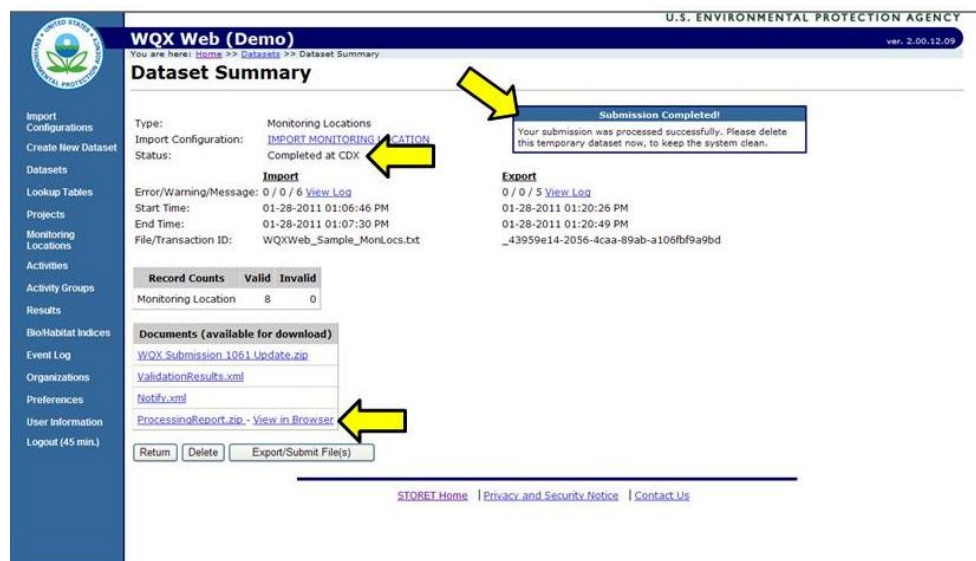 U.S. ENVIRONMENTAL PROTECTION AGENCY
UNITED STATES
ENVIRONMENTAL PROTECTION AGENCY
WQX Web (Demo)
ver. 2.00.12.09
You are here: Home >> Datasets >> Dataset Summary
Dataset Summary
Import
Configurations
Create New Dataset
Datasets
Lookup Tables
Projects
Monitoring
Locations
Activities
Activity Groups
Results
Bio/Habitat Indices
Event Log
Organizations
Preferences
User Information
Logout (45 min.)
Submission Completed!
Your submission was processed successfully. Please delete
this temporary dataset now, to keep the system clean.
Type: Monitoring Locations
Import Configuration: IMPORT MONITORING LOCATION
Status: Completed at CDX
Import Export
Error/Warning/Message: 0 / 0 / 6 View Log 0 / 0 / 5 View Log
Start Time: 01-28-2011 01:06:46 PM 01-28-2011 01:20:26 PM
End Time: 01-28-2011 01:07:30 PM 01-28-2011 01:20:49 PM
File/Transaction ID: WQXWeb_Sample_MonLocs.txt _43959e14-2056-4caa-89ab-a106fbf9a9bd
Record Counts Valid Invalid
Monitoring Location 8 0
Documents (available for download)
WQX Submission 1061 Update.zip
ValidationResults.xml
Notify.xml
ProcessingReport.zip - View in Browser
Return Delete Export/Submit File(s)
STORET Home | Privacy and Security Notice | Contact Us